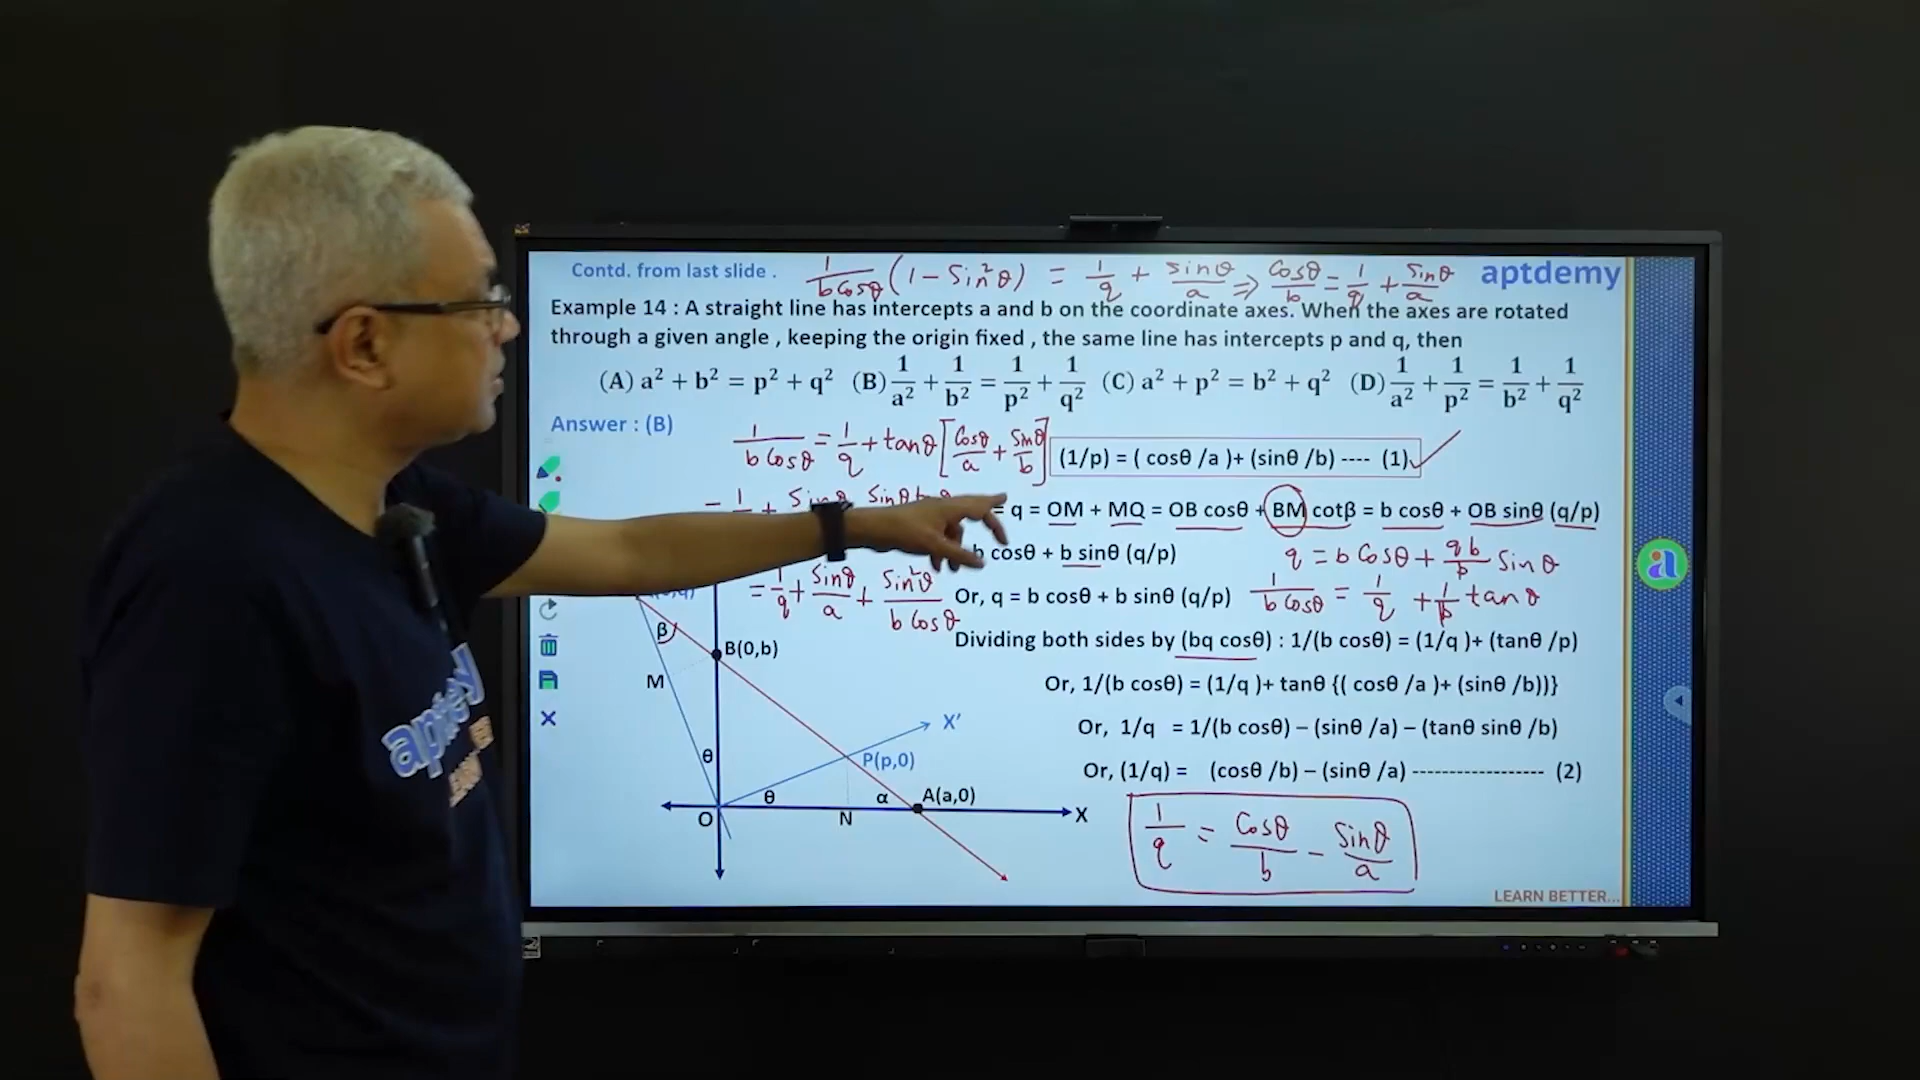 Contd. from last slide .
1/(b cosθ) (1 − sin²θ) = 1/q + sinθ/a ⇒ cosθ/b = 1/q + sinθ/a
aptdemy
Example 14 : A straight line has intercepts a and b on the coordinate axes. When the axes are rotated
through a given angle , keeping the origin fixed , the same line has intercepts p and q, then
(A) a² + b² = p² + q² (B) 1/a² + 1/b² = 1/p² + 1/q² (C) a² + p² = b² + q² (D) 1/a² + 1/p² = 1/b² + 1/q²
Answer : (B)
1/(b cosθ) = 1/q + tanθ [cosθ/a + sinθ/b]
(1/p) = ( cosθ /a )+ (sinθ /b) ---- (1)
= q = OM + MQ = OB cosθ + BM cotβ = b cosθ + OB sinθ (q/p)
b cosθ + b sinθ (q/p)
q = b cosθ + qb/p sinθ
= 1/q + sinθ/a + sin²θ/(b cosθ)
Or, q = b cosθ + b sinθ (q/p)
1/(b cosθ) = 1/q + 1/p tanθ
Dividing both sides by (bq cosθ) : 1/(b cosθ) = (1/q )+ (tanθ /p)
Or, 1/(b cosθ) = (1/q )+ tanθ {( cosθ /a )+ (sinθ /b))}
Or, 1/q = 1/(b cosθ) – (sinθ /a) – (tanθ sinθ /b)
Or, (1/q) = (cosθ /b) – (sinθ /a) ------------------ (2)
1/q = cosθ/b − sinθ/a
β
B(0,b)
M
X'
θ
P(p,0)
θ
α
A(a,0)
O
N
X
LEARN BETTER...